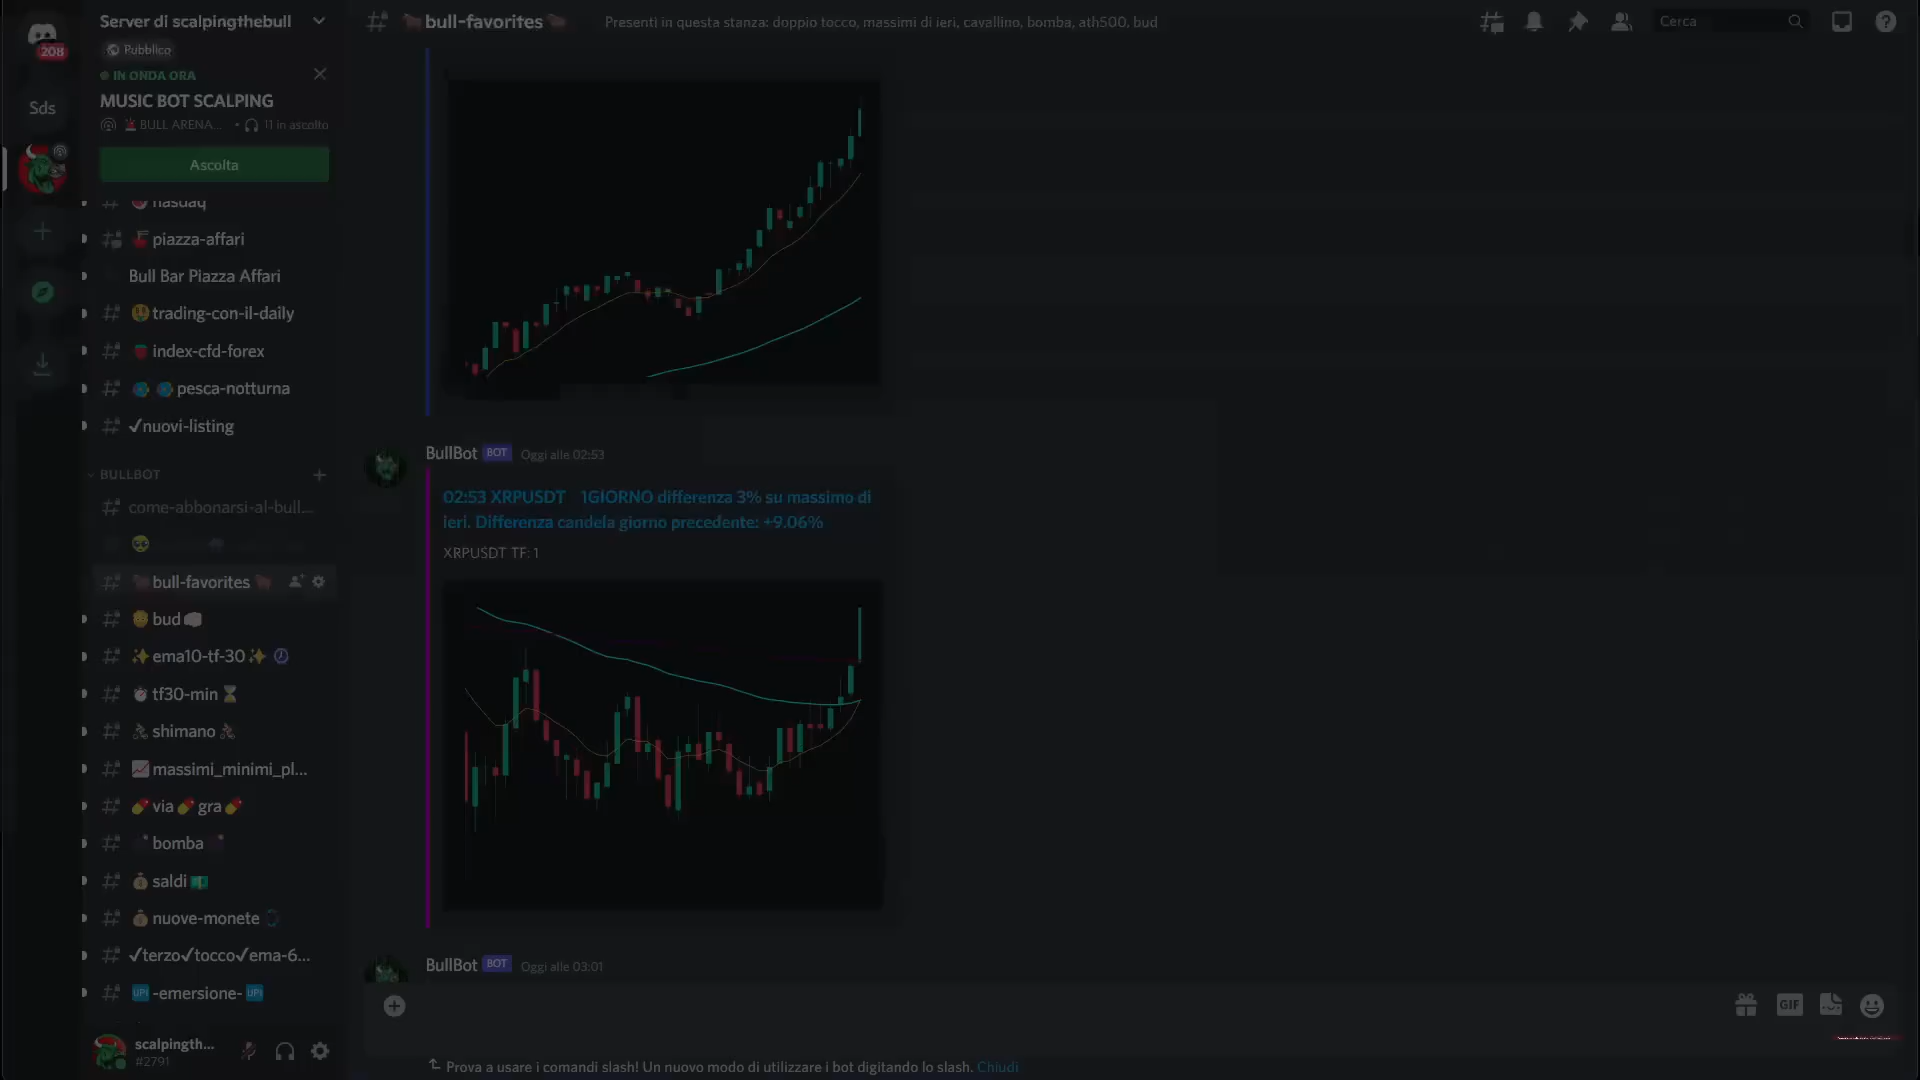 Server di scalpingthebull
Pubblico
208
IN ONDA ORA
MUSIC BOT SCALPING
BULL ARENA... • 11 in ascolto
Ascolta
Sds
nasdaq
piazza-affari
Bull Bar Piazza Affari
trading-con-il-daily
index-cfd-forex
pesca-notturna
✓nuovi-listing
BULLBOT
come-abbonarsi-al-bull...
bull-favorites
bud
ema10-tf-30
tf30-min
shimano
massimi_minimi_pl...
via gra
bomba
saldi
nuove-monete
✓terzo✓tocco✓ema-6...
-emersione-
scalpingth...
#2791
bull-favorites
Presenti in questa stanza: doppio tocco, massimi di ieri, cavallino, bomba, ath500, bud
Cerca
BullBot BOT Oggi alle 02:53
02:53 XRPUSDT 1GIORNO differenza 3% su massimo di
ieri. Differenza candela giorno precedente: +9.06%
XRPUSDT TF: 1
BullBot BOT Oggi alle 03:01
GIF
Prova a usare i comandi slash! Un nuovo modo di utilizzare i bot digitando lo slash. Chiudi